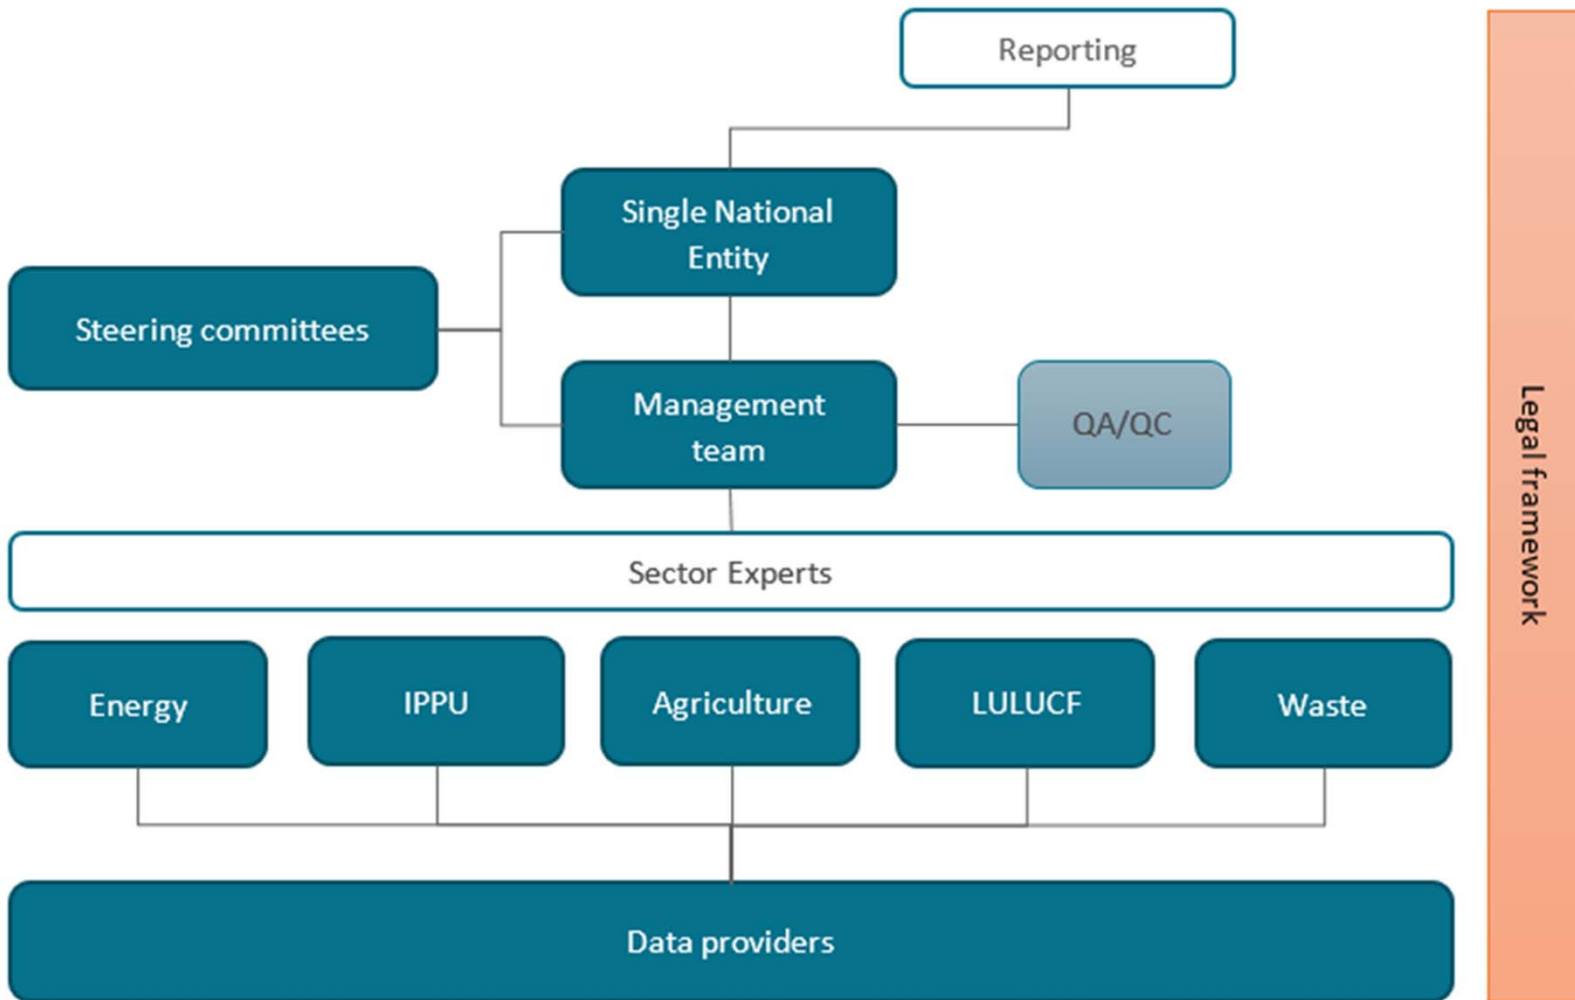 Reporting
Single National
Entity
Steering committees
Management
team
QA/QC
Sector Experts
Energy
IPPU
Agriculture
LULUCF
Waste
Data providers
Legal framework